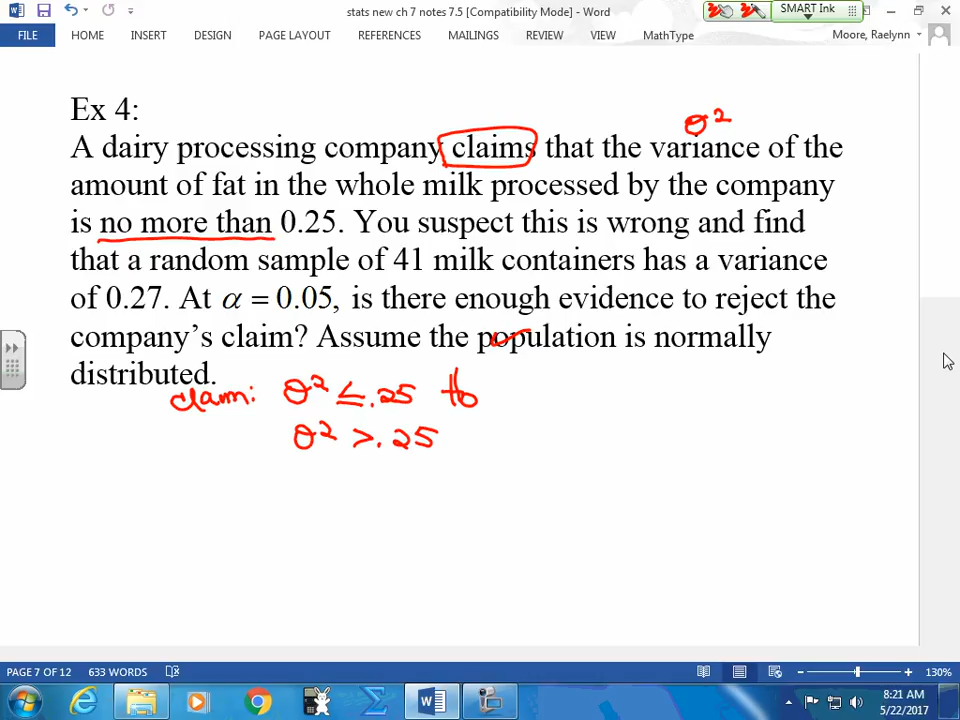 stats new ch 7 notes 7.5 [Compatibility Mode] - Word
SMART Ink
FILE HOME INSERT DESIGN PAGE LAYOUT REFERENCES MAILINGS REVIEW VIEW MathType Moore, Raelynn
Ex 4:
σ²
A dairy processing company claims that the variance of the
amount of fat in the whole milk processed by the company
is no more than 0.25. You suspect this is wrong and find
that a random sample of 41 milk containers has a variance
of 0.27. At α = 0.05, is there enough evidence to reject the
company's claim? Assume the population is normally
distributed.
claim: σ² ≤ .25 Ho
σ² > .25
PAGE 7 OF 12 633 WORDS 130%
8:21 AM
5/22/2017